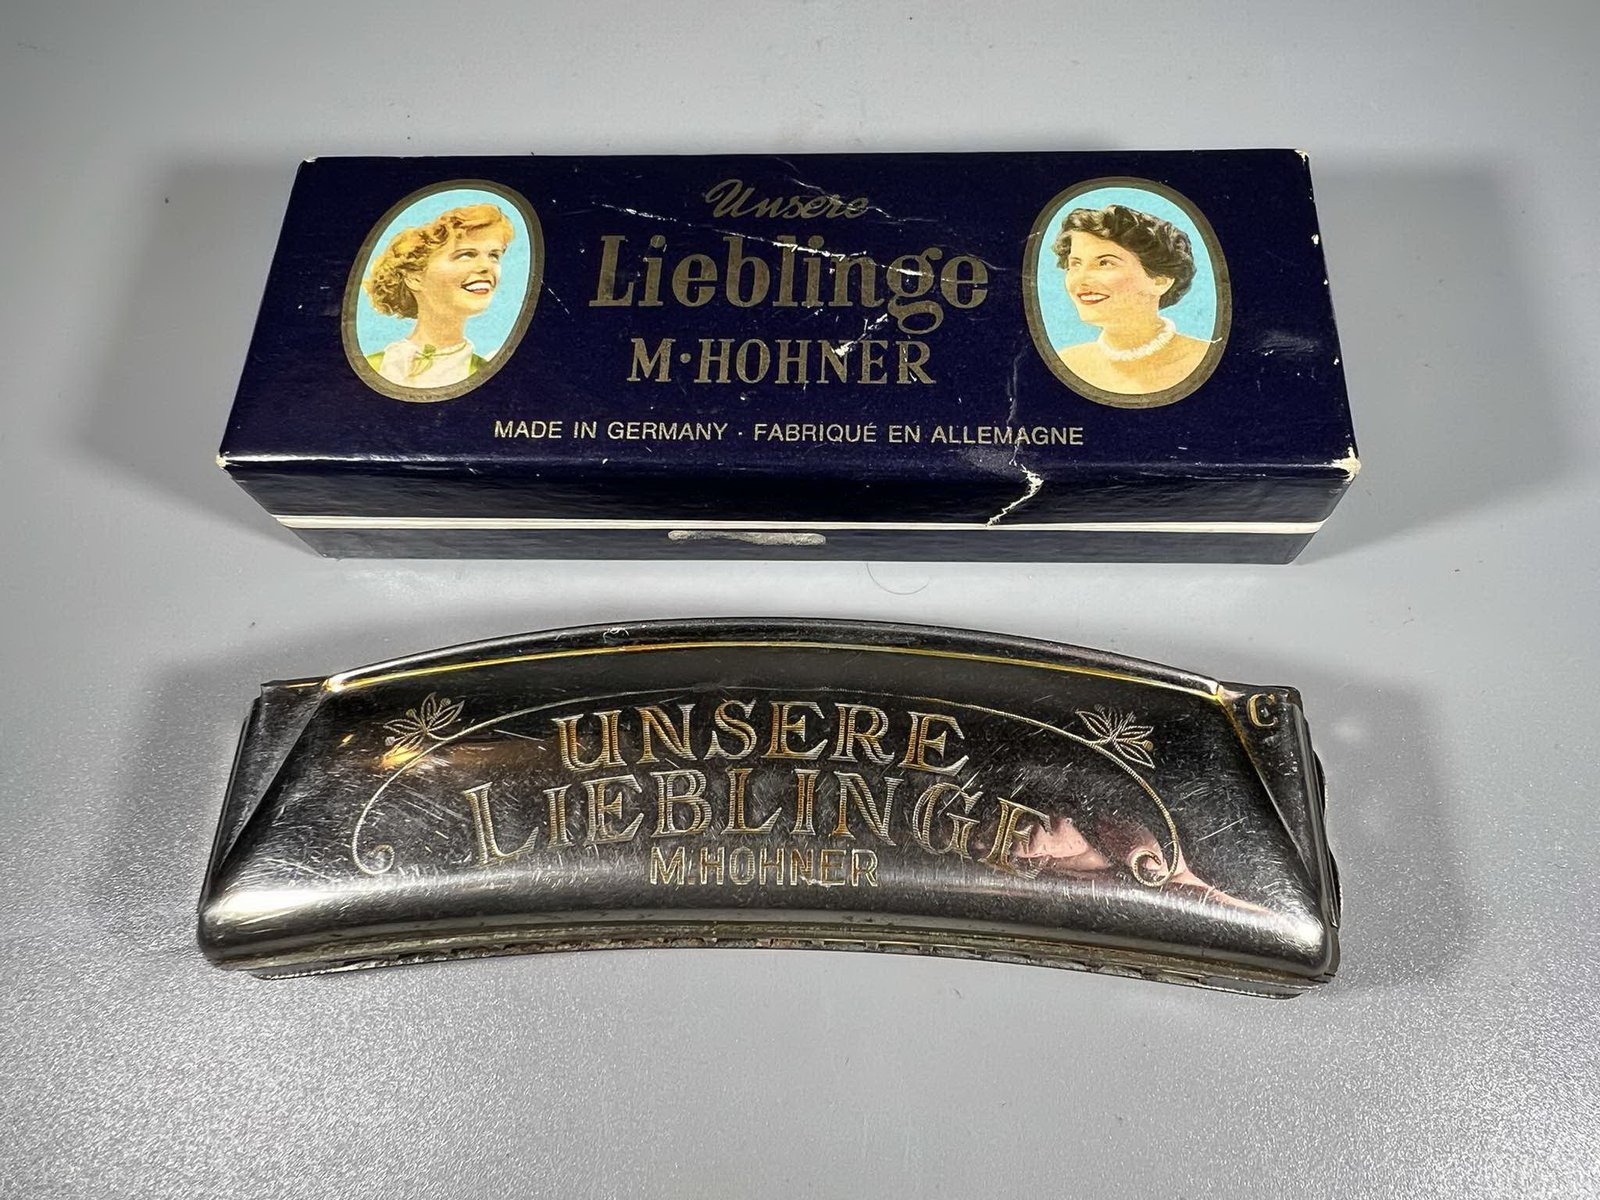 Unsere
Lieblinge
M·HOHNER
MADE IN GERMANY · FABRIQUÉ EN ALLEMAGNE
C
UNSERE
LIEBLINGE
M.HOHNER